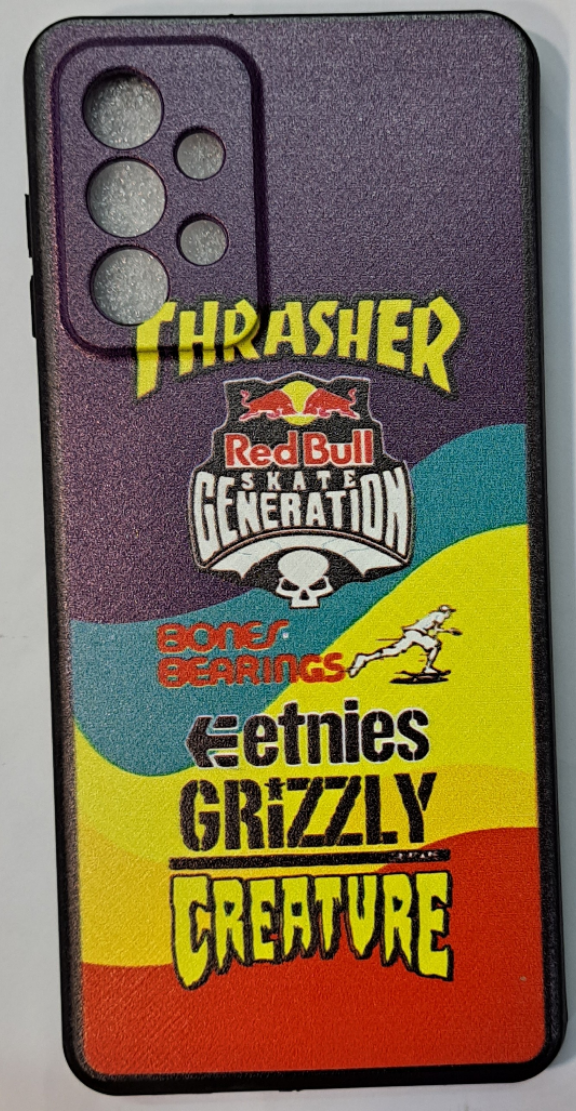 THRASHER
Red Bull
SKATE
GENERATION
BONES
BEARINGS
etnies
GRiZZLY
CREATURE